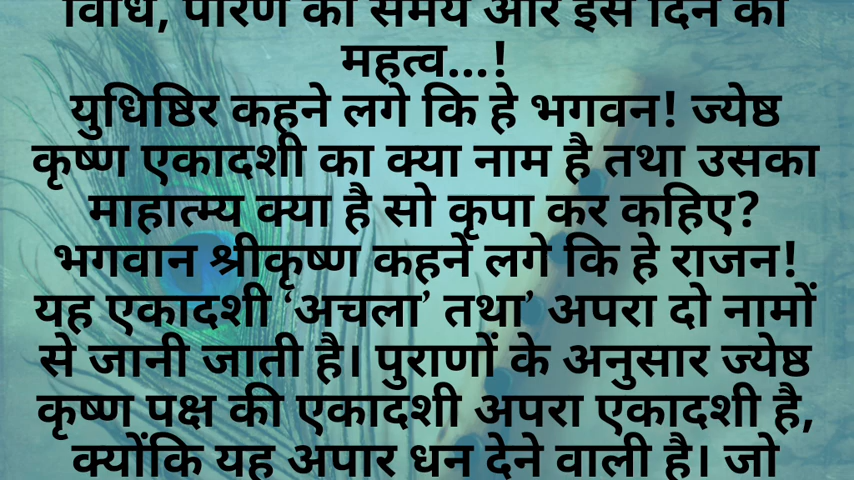 विधि, पारण का समय और इस दिन का
महत्व...!
युधिष्ठिर कहने लगे कि हे भगवन! ज्येष्ठ
कृष्ण एकादशी का क्या नाम है तथा उसका
माहात्म्य क्या है सो कृपा कर कहिए?
भगवान श्रीकृष्ण कहने लगे कि हे राजन!
यह एकादशी ‘अचला’ तथा’ अपरा दो नामों
से जानी जाती है। पुराणों के अनुसार ज्येष्ठ
कृष्ण पक्ष की एकादशी अपरा एकादशी है,
क्योंकि यह अपार धन देने वाली है। जो